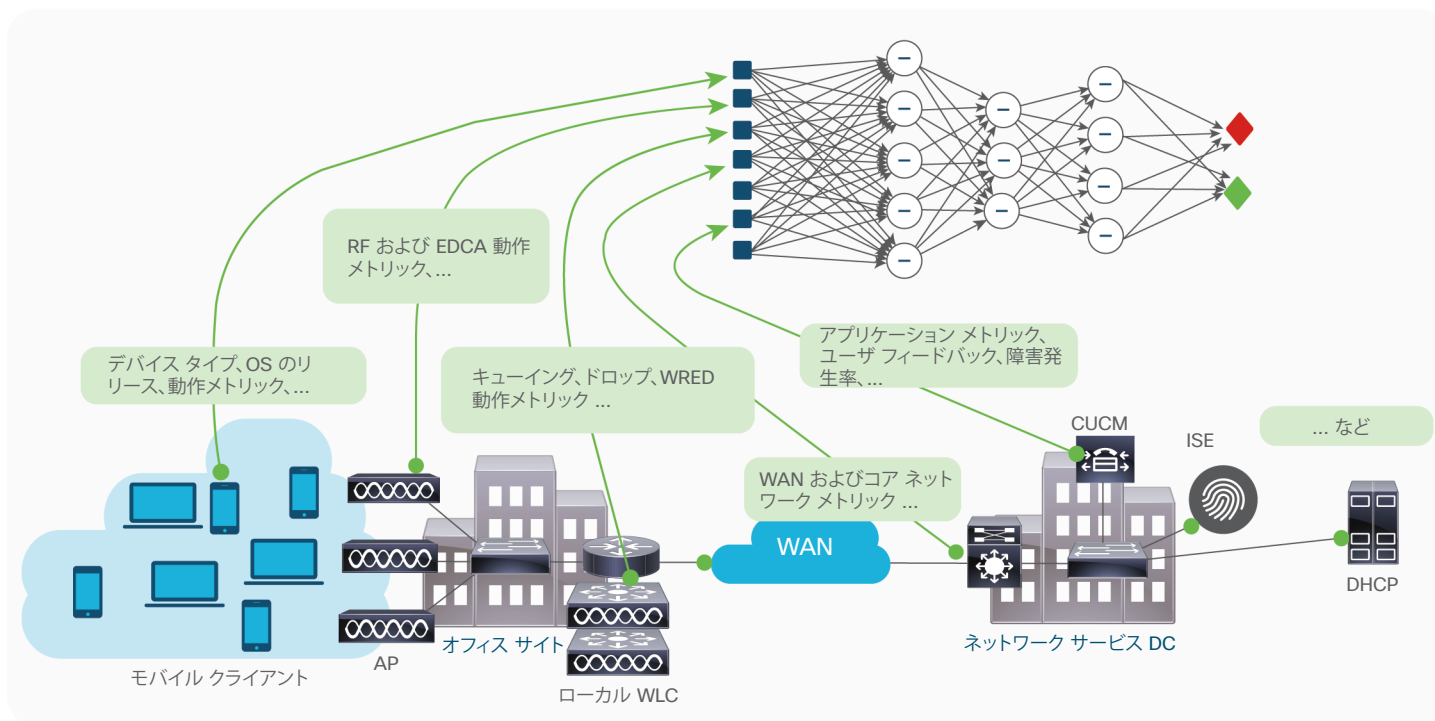 RF および EDCA 動作
メトリック、...
デバイス タイプ、OS のリ
リース、動作メトリック、...
キューイング、ドロップ、WRED
動作メトリック ...
アプリケーション メトリック、
ユーザ フィードバック、障害発
生率、...
WAN およびコア ネット
ワーク メトリック ...
... など
CUCM
ISE
WAN
DHCP
AP
オフィス サイト
ネットワーク サービス DC
モバイル クライアント
ローカル WLC